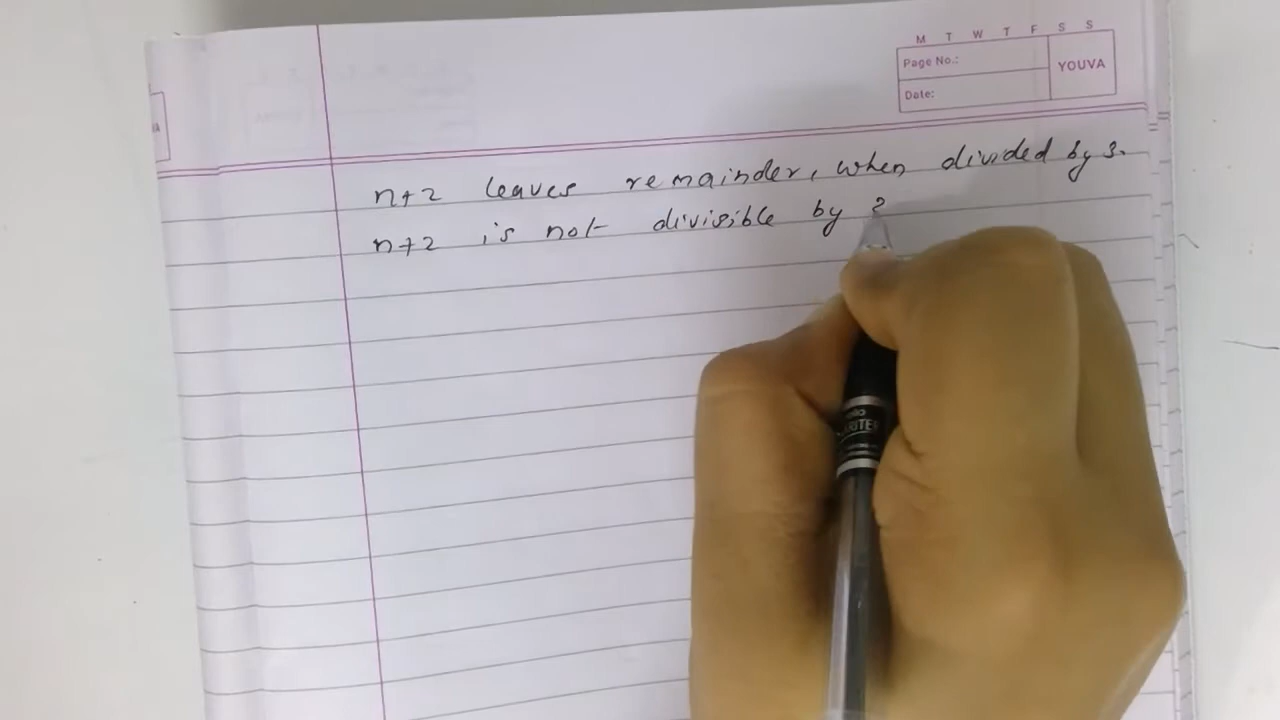 M T W T F S S
Page No.:
YOUVA
Date:
n+2 leaves remainder, when divided by 3.
n+2 is not divisible by